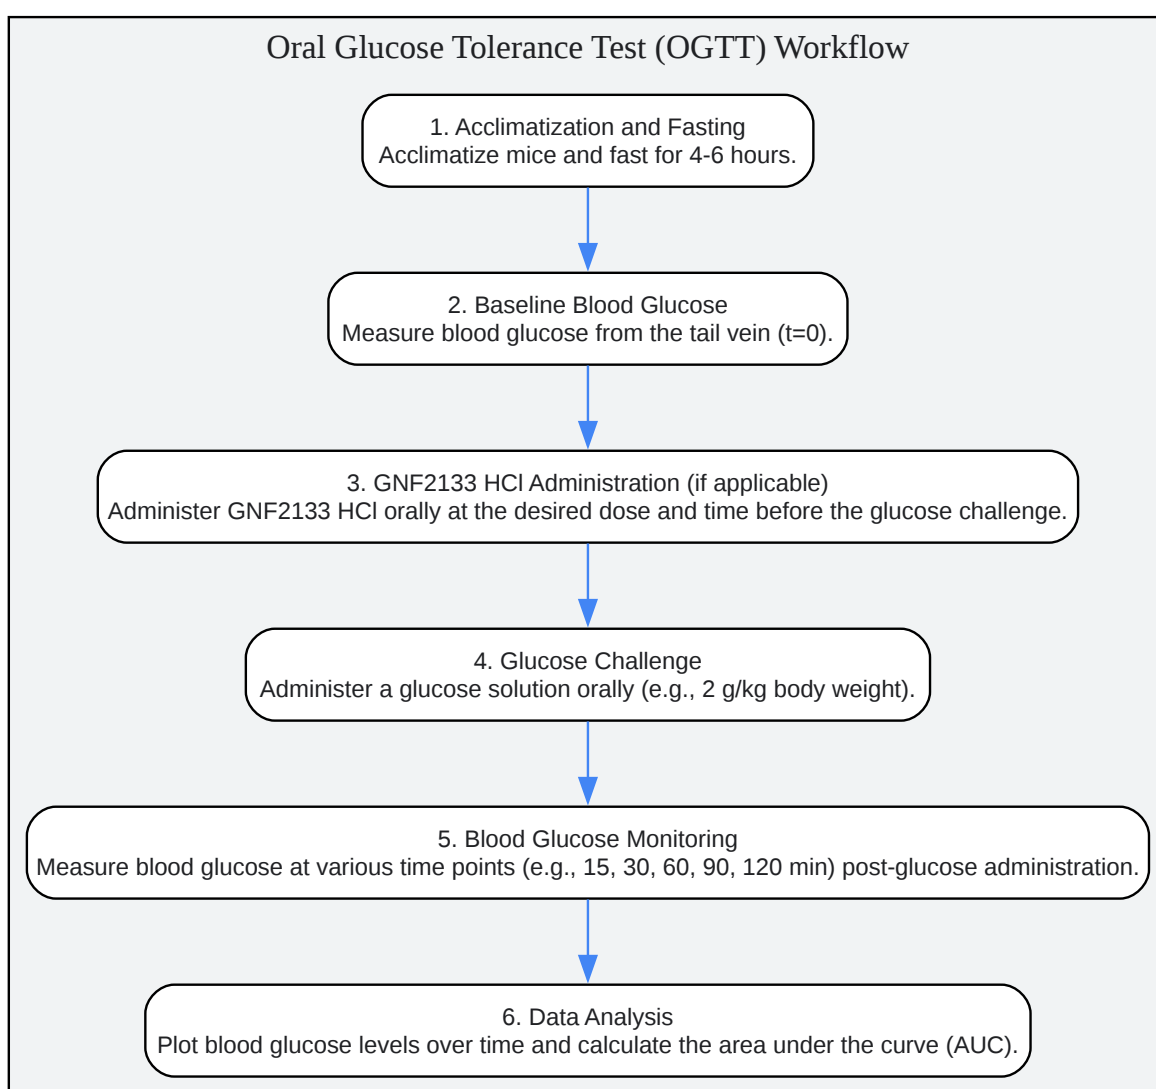 Oral Glucose Tolerance Test (OGTT) Workflow
1. Acclimatization and Fasting
Acclimatize mice and fast for 4-6 hours.
2. Baseline Blood Glucose
Measure blood glucose from the tail vein (t=0).
3. GNF2133 HCl Administration (if applicable)
Administer GNF2133 HCl orally at the desired dose and time before the glucose challenge.
4. Glucose Challenge
Administer a glucose solution orally (e.g., 2 g/kg body weight).
5. Blood Glucose Monitoring
Measure blood glucose at various time points (e.g., 15, 30, 60, 90, 120 min) post-glucose administration.
6. Data Analysis
Plot blood glucose levels over time and calculate the area under the curve (AUC).